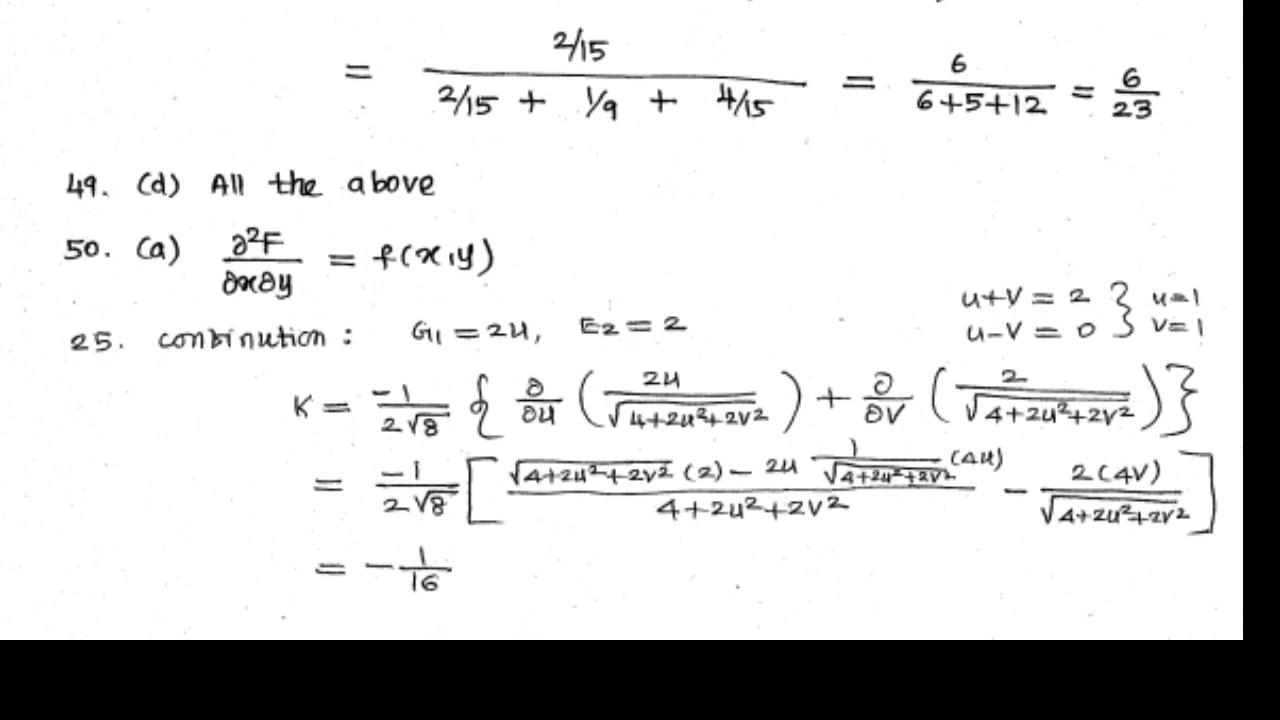 = 2/15 / (2/15 + 1/9 + 4/15) = 6 / (6+5+12) = 6/23
49. (d) All the above
50. (a) ∂²F/∂x∂y = f(x,y)
u+v = 2 } u=1
u-v = 0 } v=1
25. conbinution : G₁ = 2u, E₂ = 2
K = -1/(2√8) { ∂/∂u ( 2u/√(4+2u²+2v²) ) + ∂/∂v ( 2/√(4+2u²+2v²) ) }
= -1/(2√8) [ (√(4+2u²+2v²) (2) - 2u 1/√(4+2u²+2v²) (4u)) / (4+2u²+2v²) - 2(4v)/√(4+2u²+2v²) ]
= -1/16